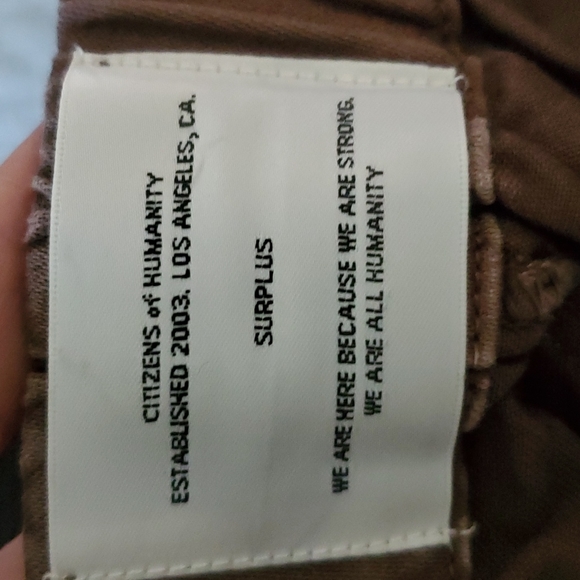 CITIZENS of HUMANITY
ESTABLISHED 2003. LOS ANGELES, CA.
SURPLUS
WE ARE HERE BECAUSE WE ARE STRONG.
WE ARE ALL HUMANITY